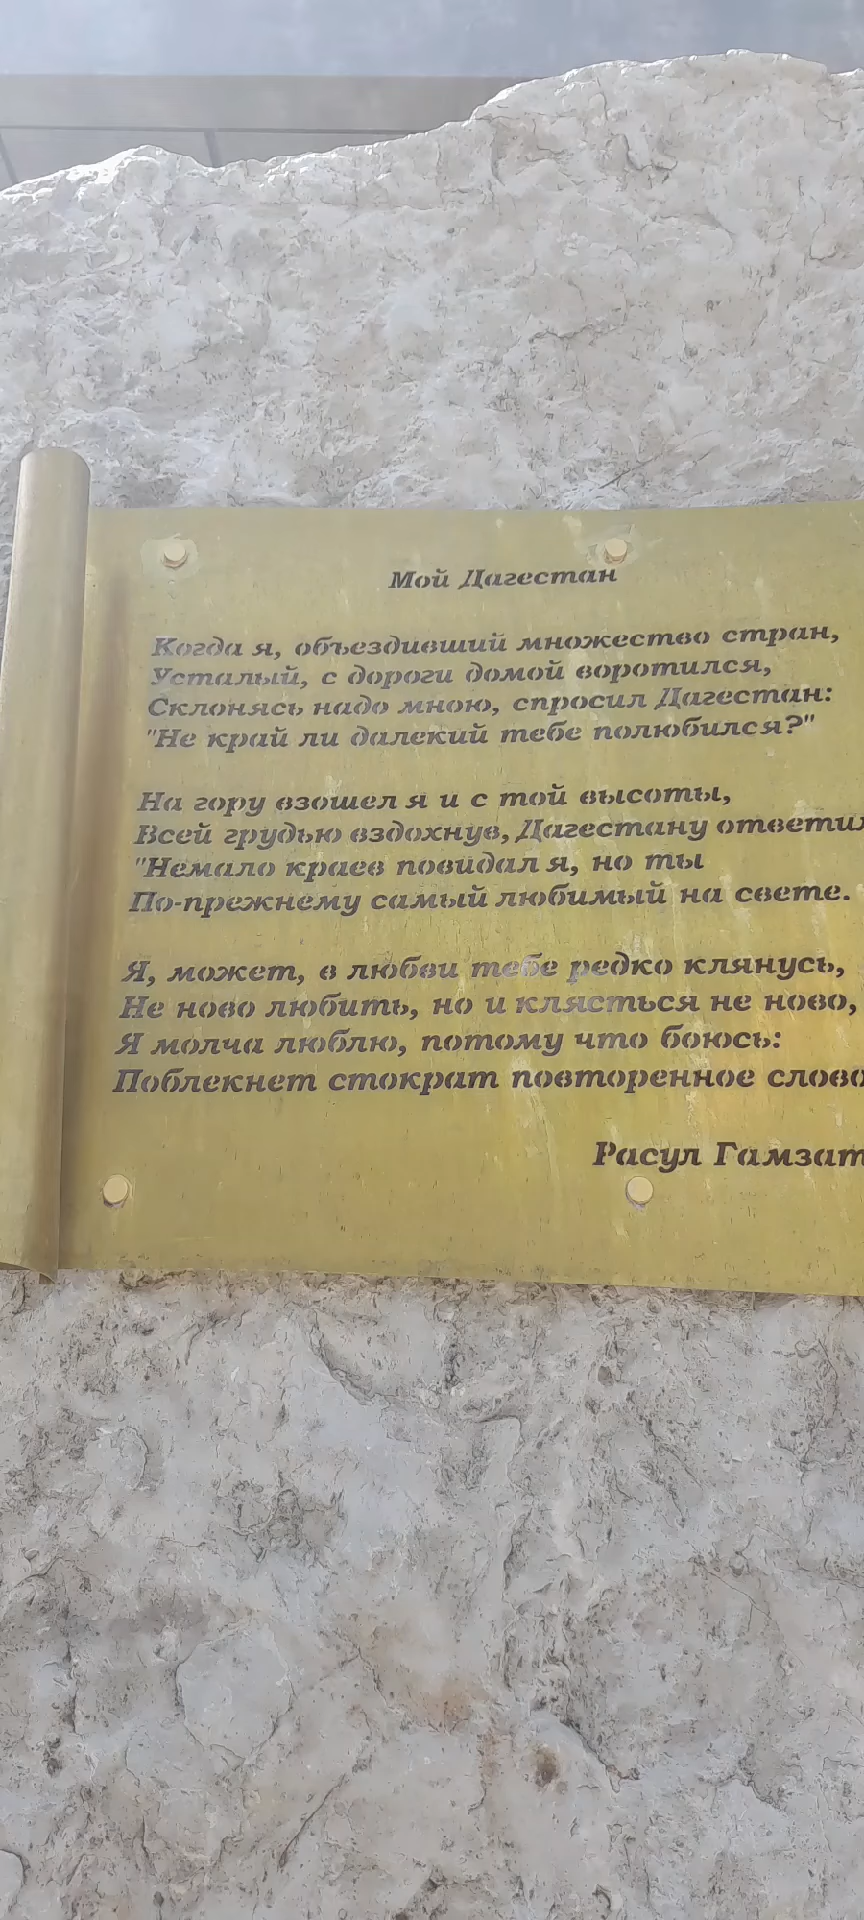 Мой Дагестан
Когда я, объездивший множество стран,
Усталый, с дороги домой воротился,
Склонясь надо мною, спросил Дагестан:
"Не край ли далекий тебе полюбился?"
На гору взошел я и с той высоты,
Всей грудью вздохнув, Дагестану ответил
"Немало краев повидал я, но ты
По-прежнему самый любимый на свете.
Я, может, в любви тебе редко клянусь,
Не ново любить, но и клясться не ново,
Я молча люблю, потому что боюсь:
Поблекнет стократ повторенное слово
Расул Гамзат